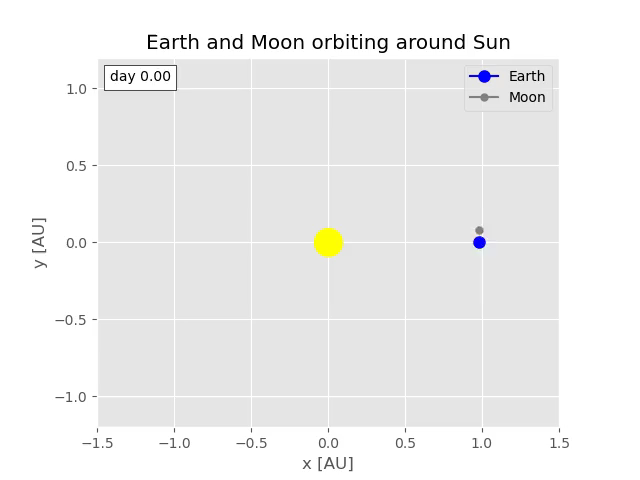 Earth and Moon orbiting around Sun
day 0.00
Earth
Moon
1.0
0.5
0.0
−0.5
−1.0
y [AU]
−1.5 −1.0 −0.5 0.0 0.5 1.0 1.5
x [AU]